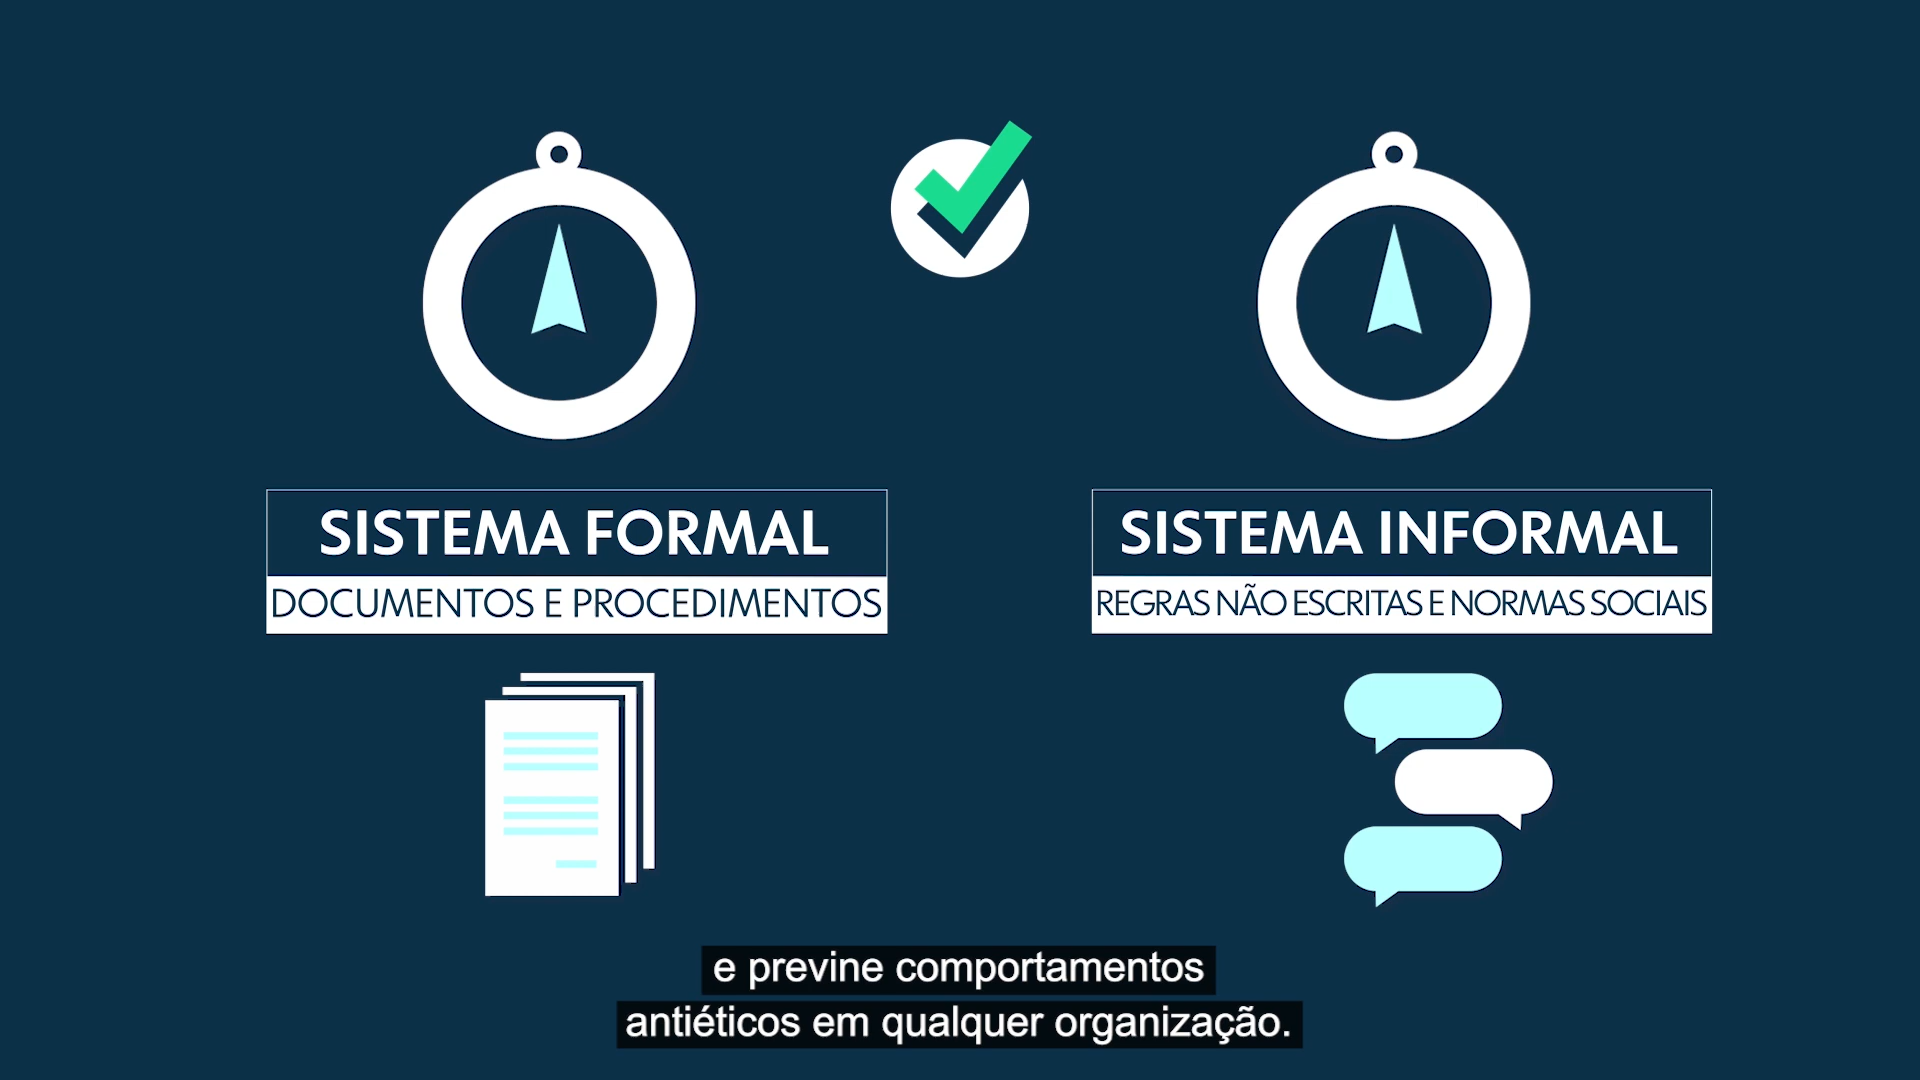 SISTEMA FORMAL
DOCUMENTOS E PROCEDIMENTOS
SISTEMA INFORMAL
REGRAS NÃO ESCRITAS E NORMAS SOCIAIS
e previne comportamentos
antiéticos em qualquer organização.